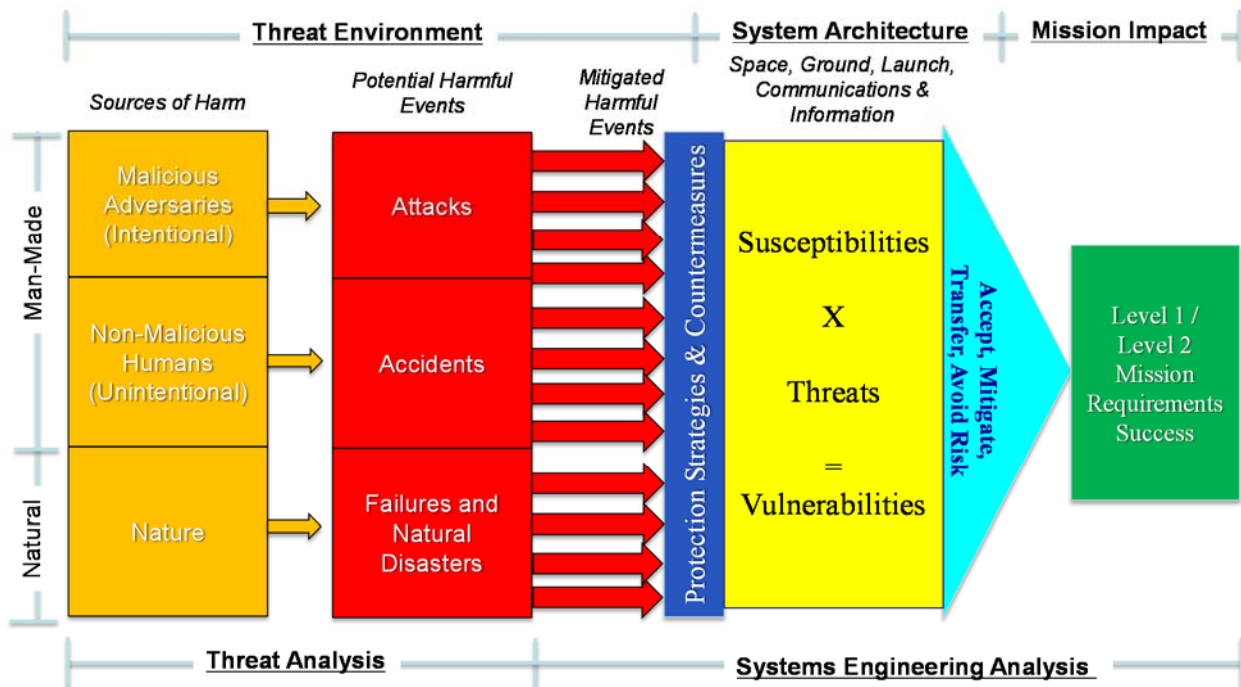 Threat Environment
System Architecture
Mission Impact
Sources of Harm
Potential Harmful
Events
Mitigated
Harmful
Events
Space, Ground, Launch,
Communications &
Information
Man-Made
Natural
Malicious
Adversaries
(Intentional)
Non-Malicious
Humans
(Unintentional)
Nature
Attacks
Accidents
Failures and
Natural
Disasters
Protection Strategies & Countermeasures
Susceptibilities
X
Threats
=
Vulnerabilities
Accept, Mitigate,
Transfer, Avoid Risk
Level 1 /
Level 2
Mission
Requirements
Success
Threat Analysis
Systems Engineering Analysis